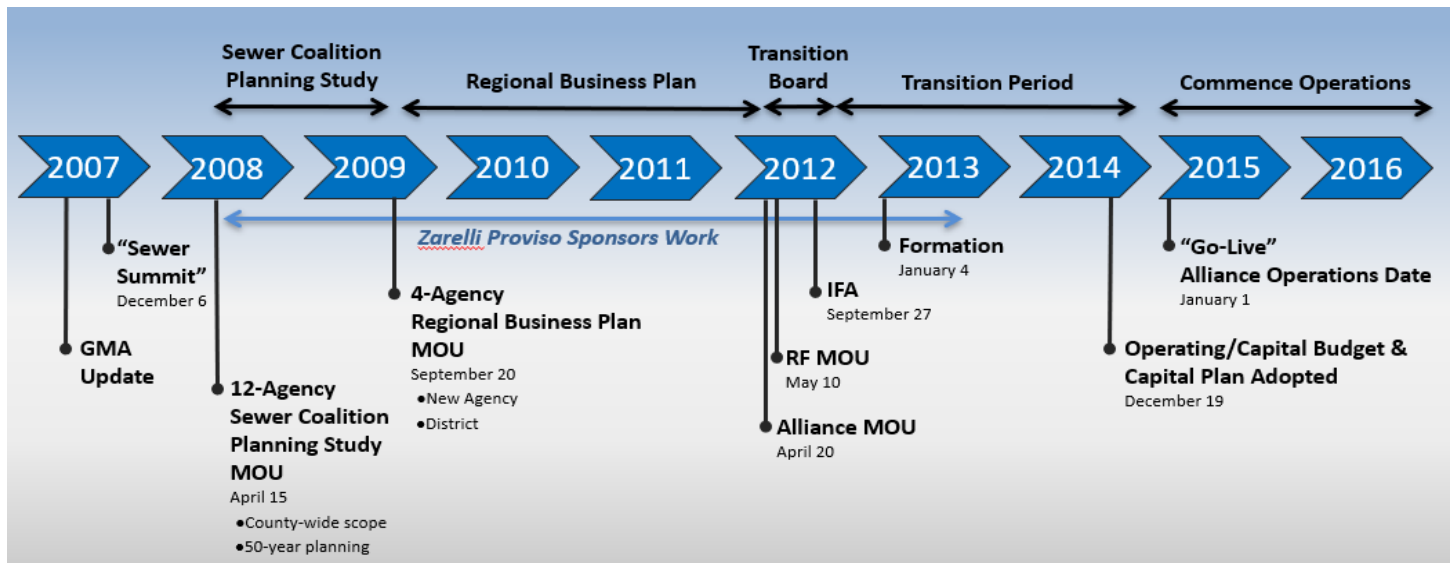 Sewer Coalition
Planning Study
Regional Business Plan
Transition
Board
Transition Period
Commence Operations
2007
2008
2009
2010
2011
2012
2013
2014
2015
2016
Zarelli Proviso Sponsors Work
“Sewer
Summit”
December 6
GMA
Update
12-Agency
Sewer Coalition
Planning Study
MOU
April 15
●County-wide scope
●50-year planning
4-Agency
Regional Business Plan
MOU
September 20
●New Agency
●District
Alliance MOU
April 20
RF MOU
May 10
IFA
September 27
Formation
January 4
Operating/Capital Budget &
Capital Plan Adopted
December 19
“Go-Live”
Alliance Operations Date
January 1